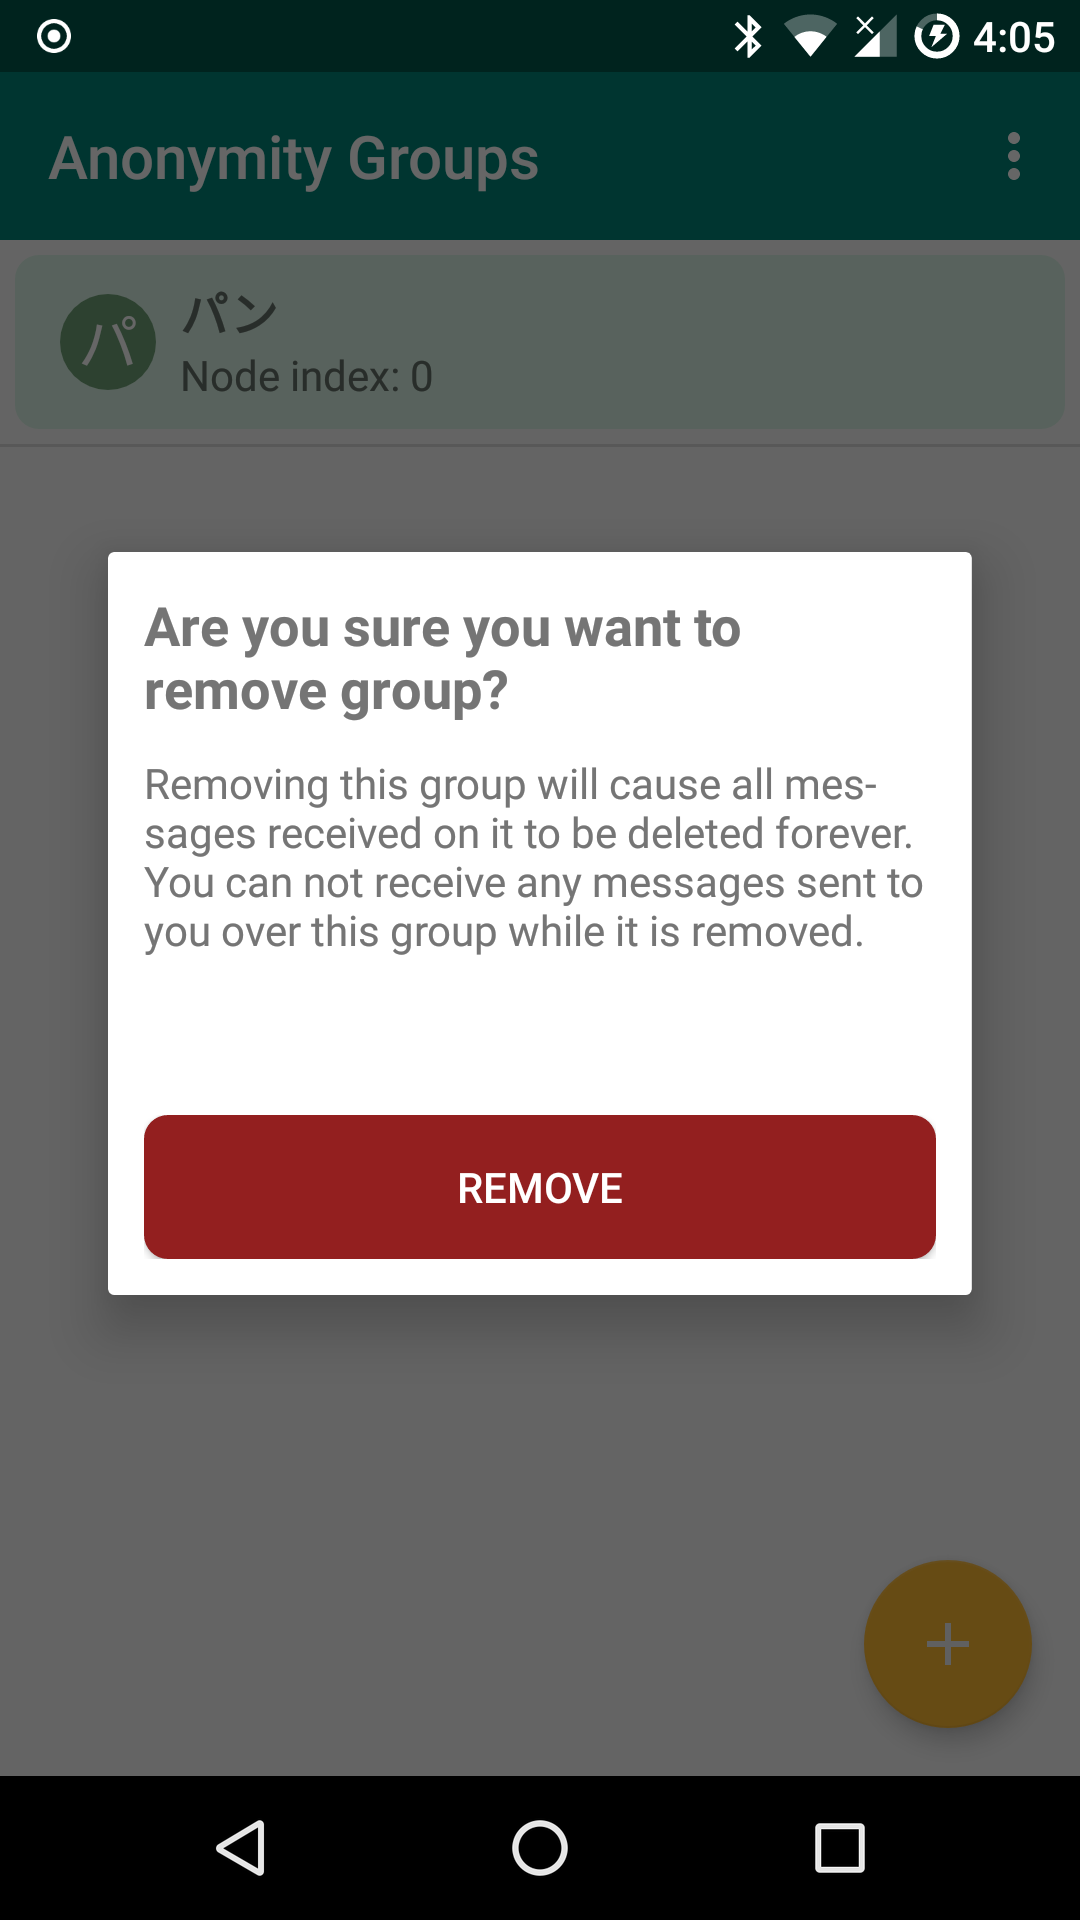 4:05
Anonymity Groups
パン
パ
Node index: 0
Are you sure you want to
remove group?
Removing this group will cause all mes-
sages received on it to be deleted forever.
You can not receive any messages sent to
you over this group while it is removed.
REMOVE